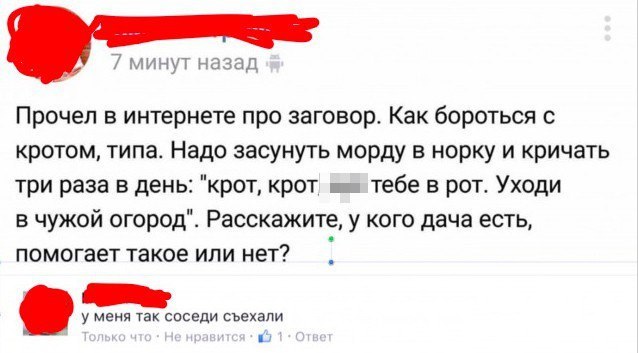 7 минут назад
Прочел в интернете про заговор. Как бороться с
кротом, типа. Надо засунуть морду в норку и кричать
три раза в день: "крот, крот, тебе в рот. Уходи
в чужой огород". Расскажите, у кого дача есть,
помогает такое или нет?
у меня так соседи съехали
Только что · Не нравится · 1 · Ответ